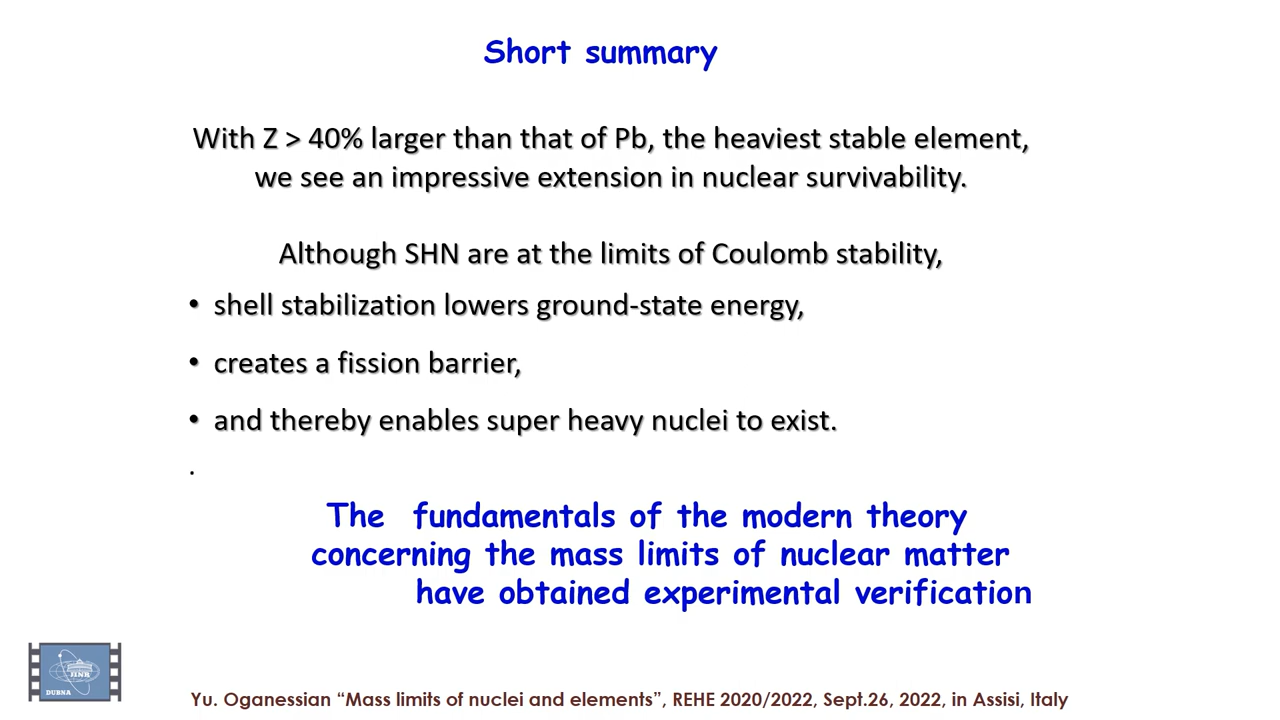 Short summary
With Z > 40% larger than that of Pb, the heaviest stable element,
we see an impressive extension in nuclear survivability.
Although SHN are at the limits of Coulomb stability,
• shell stabilization lowers ground-state energy,
• creates a fission barrier,
• and thereby enables super heavy nuclei to exist.
.
The fundamentals of the modern theory
concerning the mass limits of nuclear matter
have obtained experimental verification
JINR
DUBNA
Yu. Oganessian “Mass limits of nuclei and elements”, REHE 2020/2022, Sept.26, 2022, in Assisi, Italy